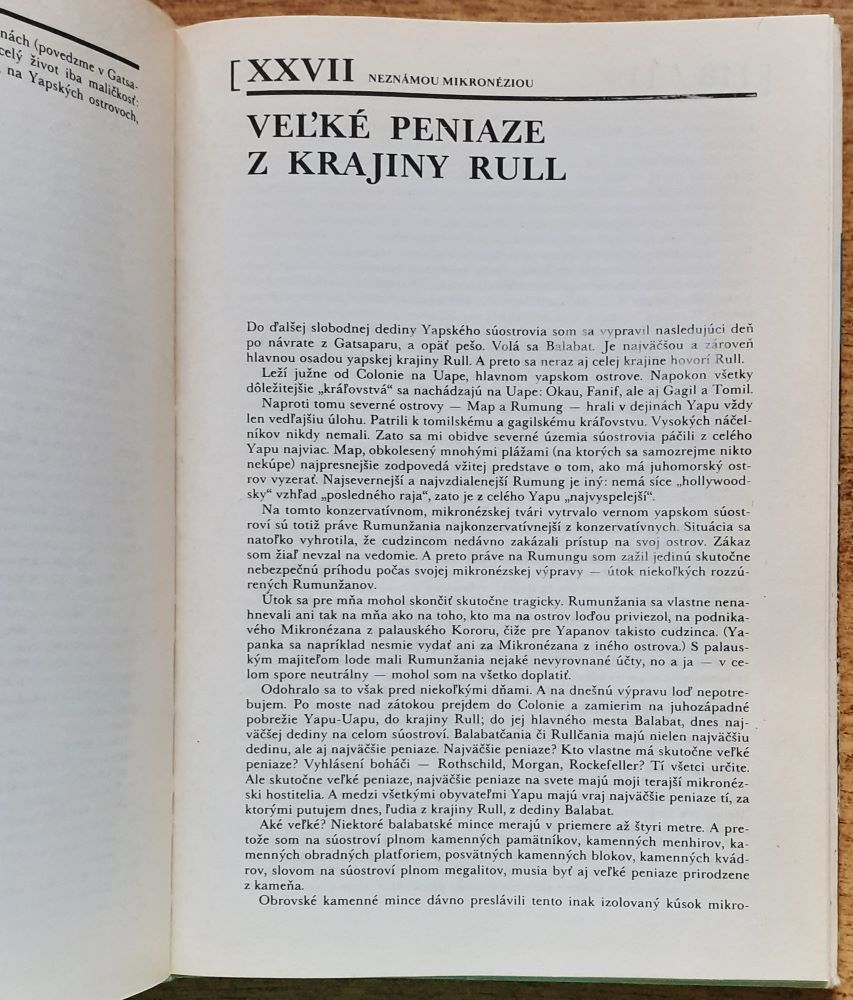 nách (povedzme v Gatsa-
celý život iba maličkosť:
na Yapských ostrovoch,
[XXVII NEZNÁMOU MIKRONÉZIOU
VEĽKÉ PENIAZE
Z KRAJINY RULL
Do ďalšej slobodnej dediny Yapského súostrovia som sa vypravil nasledujúci deň
po návrate z Gatsaparu, a opäť pešo. Volá sa Balabat. Je najväčšou a zároveň
hlavnou osadou yapskej krajiny Rull. A preto sa neraz aj celej krajine hovorí Rull.
Leží južne od Colonie na Uape, hlavnom yapskom ostrove. Napokon všetky
dôležitejšie „kráľovstvá“ sa nachádzajú na Uape: Okau, Fanif, ale aj Gagil a Tomil.
Naproti tomu severné ostrovy — Map a Rumung — hrali v dejinách Yapu vždy
len vedľajšiu úlohu. Patrili k tomilskému a gagilskému kráľovstvu. Vysokých náčel-
níkov nikdy nemali. Zato sa mi obidve severné územia súostrovia páčili z celého
Yapu najviac. Map, obkolesený mnohými plážami (na ktorých sa samozrejme nikto
nekúpe) najpresnejšie zodpovedá vžitej predstave o tom, ako má juhomorský ost-
rov vyzerať. Najsevernejší a najvzdialenejší Rumung je iný: nemá síce „hollywood-
sky“ vzhľad „posledného raja“, zato je z celého Yapu „najvyspelejší“.
Na tomto konzervatívnom, mikronézskej tvári vytrvalo vernom yapskom súost-
roví sú totiž práve Rumunžania najkonzervatívnejší z konzervatívnych. Situácia sa
natoľko vyhrotila, že cudzincom nedávno zakázali prístup na svoj ostrov. Zákaz
som žiaľ nevzal na vedomie. A preto práve na Rumungu som zažil jedinú skutočne
nebezpečnú príhodu počas svojej mikronézskej výpravy — útok niekoľkých rozzú-
rených Rumunžanov.
Útok sa pre mňa mohol skončiť skutočne tragicky. Rumunžania sa vlastne nena-
hnevali ani tak na mňa ako na toho, kto ma na ostrov loďou priviezol, na podnika-
vého Mikronézana z palauského Kororu, čiže pre Yapanov takisto cudzinca. (Ya-
panka sa napríklad nesmie vydať ani za Mikronézana z iného ostrova.) S palaus-
kým majiteľom lode mali Rumunžania nejaké nevyrovnané účty, no a ja — v ce-
lom spore neutrálny — mohol som na všetko doplatiť.
Odohralo sa to však pred niekoľkými dňami. A na dnešnú výpravu loď nepotre-
bujem. Po moste nad zátokou prejdem do Colonie a zamierim na juhozápadné
pobrežie Yapu-Uapu, do krajiny Rull; do jej hlavného mesta Balabat, dnes naj-
väčšej dediny na celom súostroví. Balabatčania či Rullčania majú nielen najväčšiu
dedinu, ale aj najväčšie peniaze. Najväčšie peniaze? Kto vlastne má skutočne veľké
peniaze? Vyhlásení boháči — Rothschild, Morgan, Rockefeller? Tí všetci určite.
Ale skutočne veľké peniaze, najväčšie peniaze na svete majú moji terajší mikronéz-
ski hostitelia. A medzi všetkými obyvateľmi Yapu majú vraj najväčšie peniaze tí, za
ktorými putujem dnes, ľudia z krajiny Rull, z dediny Balabat.
Aké veľké? Niektoré balabatské mince merajú v priemere až štyri metre. A pre-
tože som na súostroví plnom kamenných pamätníkov, kamenných menhirov, ka-
menných obradných platforiem, posvätných kamenných blokov, kamenných kvád-
rov, slovom na súostroví plnom megalitov, musia byť aj veľké peniaze prirodzene
z kameňa.
Obrovské kamenné mince dávno preslávili tento inak izolovaný kúsok mikro-